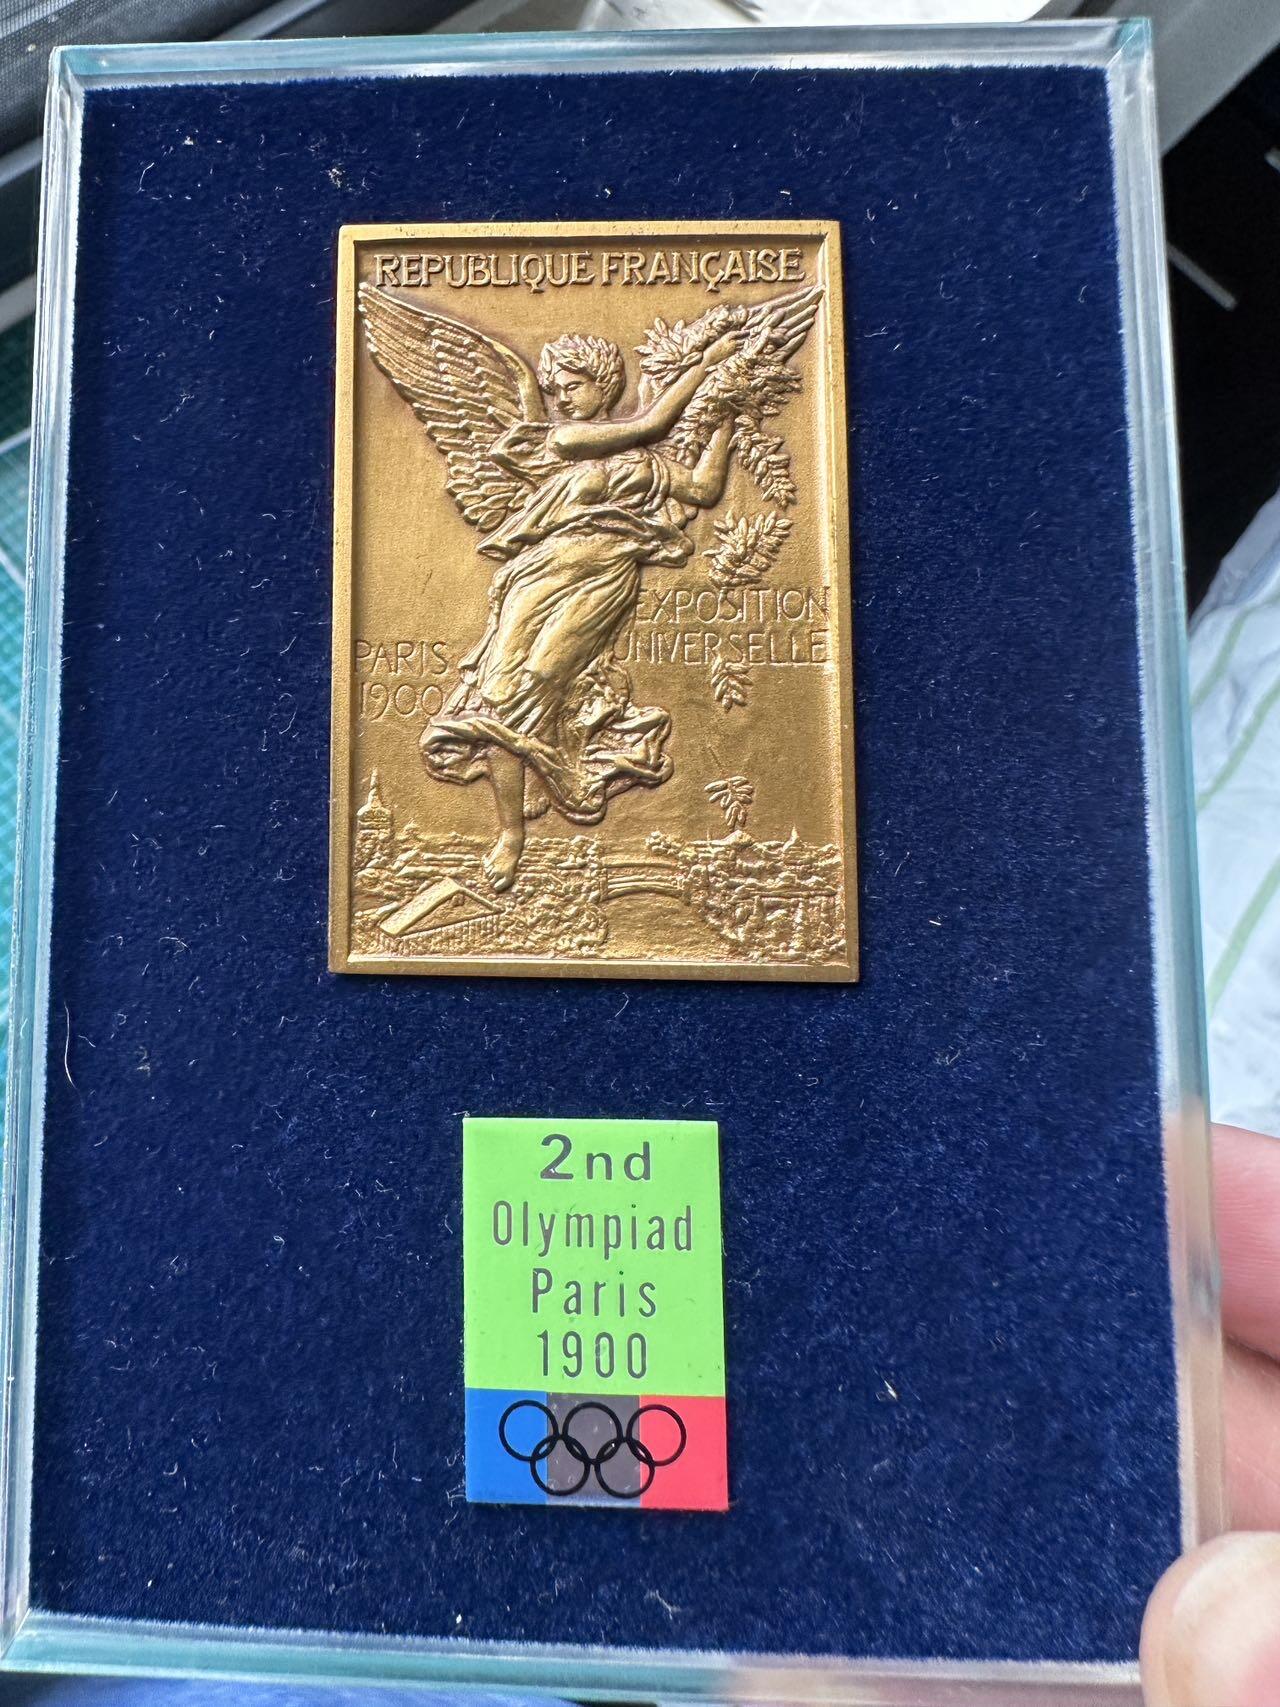 REPUBLIQUE FRANÇAISE
EXPOSITION
UNIVERSELLE
PARIS
1900
2nd
Olympiad
Paris
1900